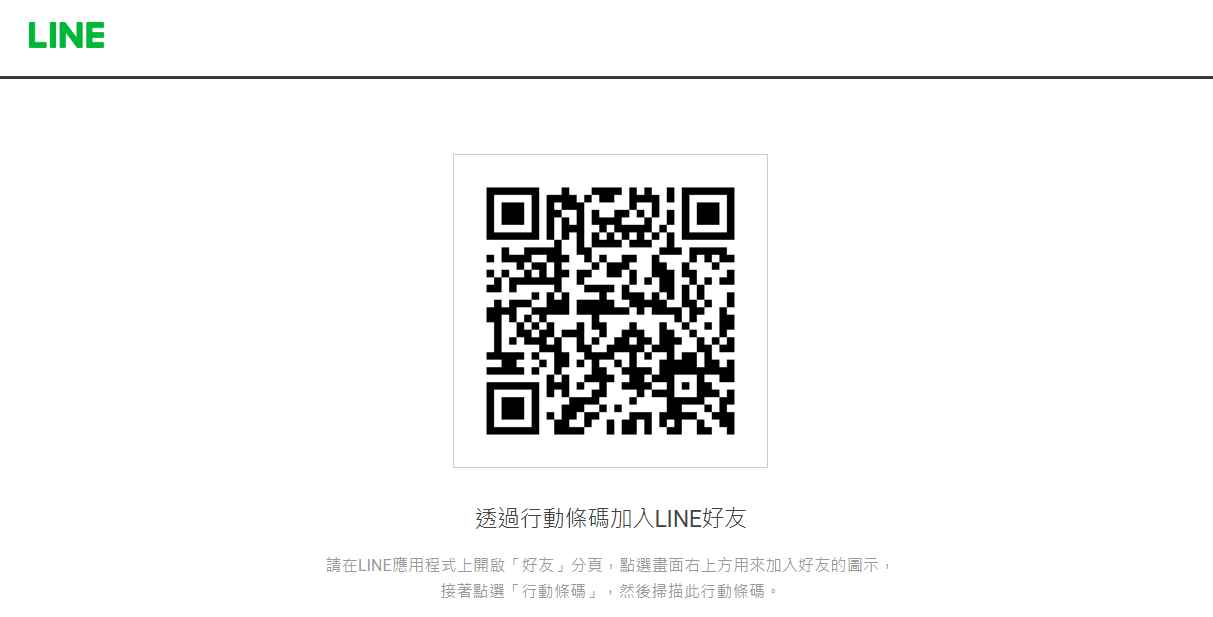 LINE
透過行動條碼加入LINE好友
請在LINE應用程式上開啟「好友」分頁，點選畫面右上方用來加入好友的圖示，
接著點選「行動條碼」，然後掃描此行動條碼。